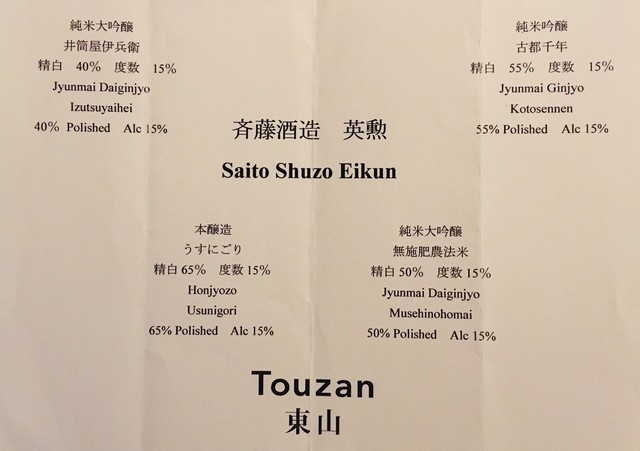 純米大吟醸
井筒屋伊兵衛
精白 40% 度数 15%
Jyunmai Daiginjyo
Izutsuyaihei
40% Polished Alc 15%
純米吟醸
古都千年
精白 55% 度数 15%
Jyunmai Ginjyo
Kotosennen
55% Polished Alc 15%
斉藤酒造 英勲
Saito Shuzo Eikun
本醸造
うすにごり
精白 65% 度数 15%
Honjyozo
Usunigori
65% Polished Alc 15%
純米大吟醸
無施肥農法米
精白 50% 度数 15%
Jyunmai Daiginjyo
Musehinohomai
50% Polished Alc 15%
Touzan
東山